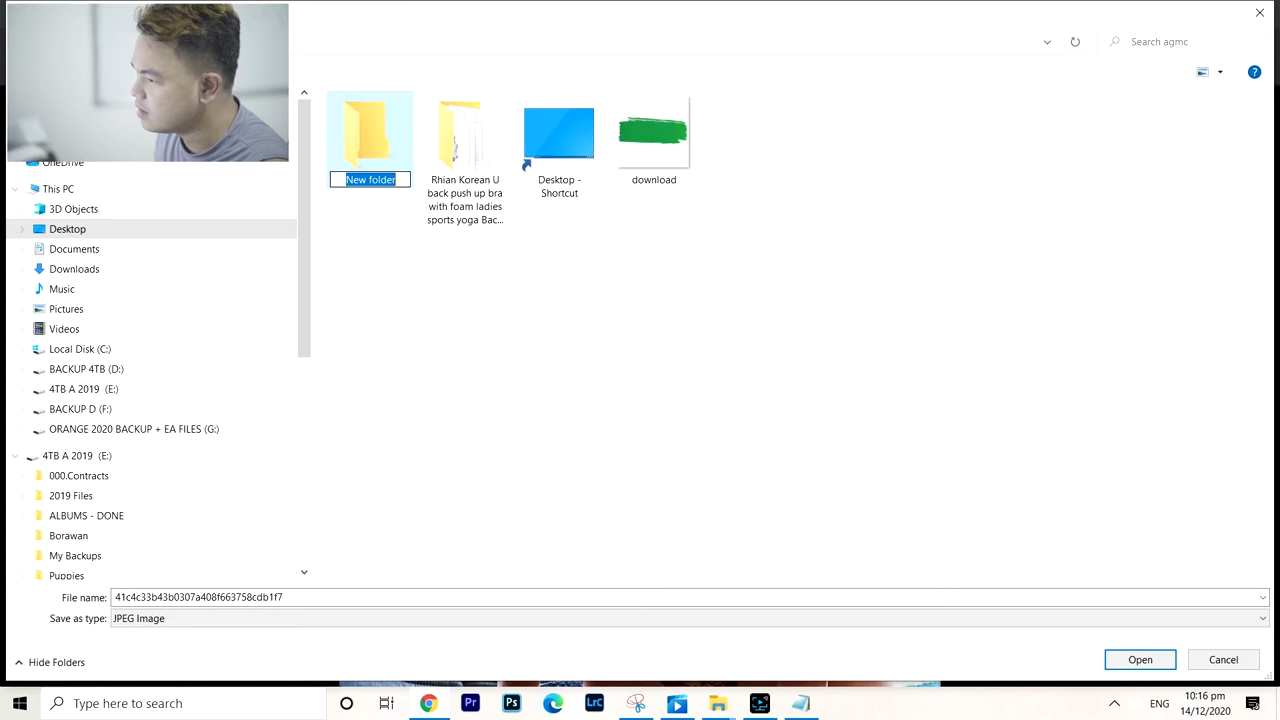 Search agmc
OneDrive
This PC
3D Objects
Desktop
Documents
Downloads
Music
Pictures
Videos
Local Disk (C:)
BACKUP 4TB (D:)
4TB A 2019 (E:)
BACKUP D (F:)
ORANGE 2020 BACKUP + EA FILES (G:)
4TB A 2019 (E:)
000.Contracts
2019 Files
ALBUMS - DONE
Borawan
My Backups
Puppies
New folder
Rhian Korean U
back push up bra
with foam ladies
sports yoga Bac...
Desktop -
Shortcut
download
File name: 41c4c33b43b0307a408f663758cdb1f7
Save as type: JPEG Image
Hide Folders
Open
Cancel
Type here to search
Pr
Ps
LrC
ENG
10:16 pm
14/12/2020